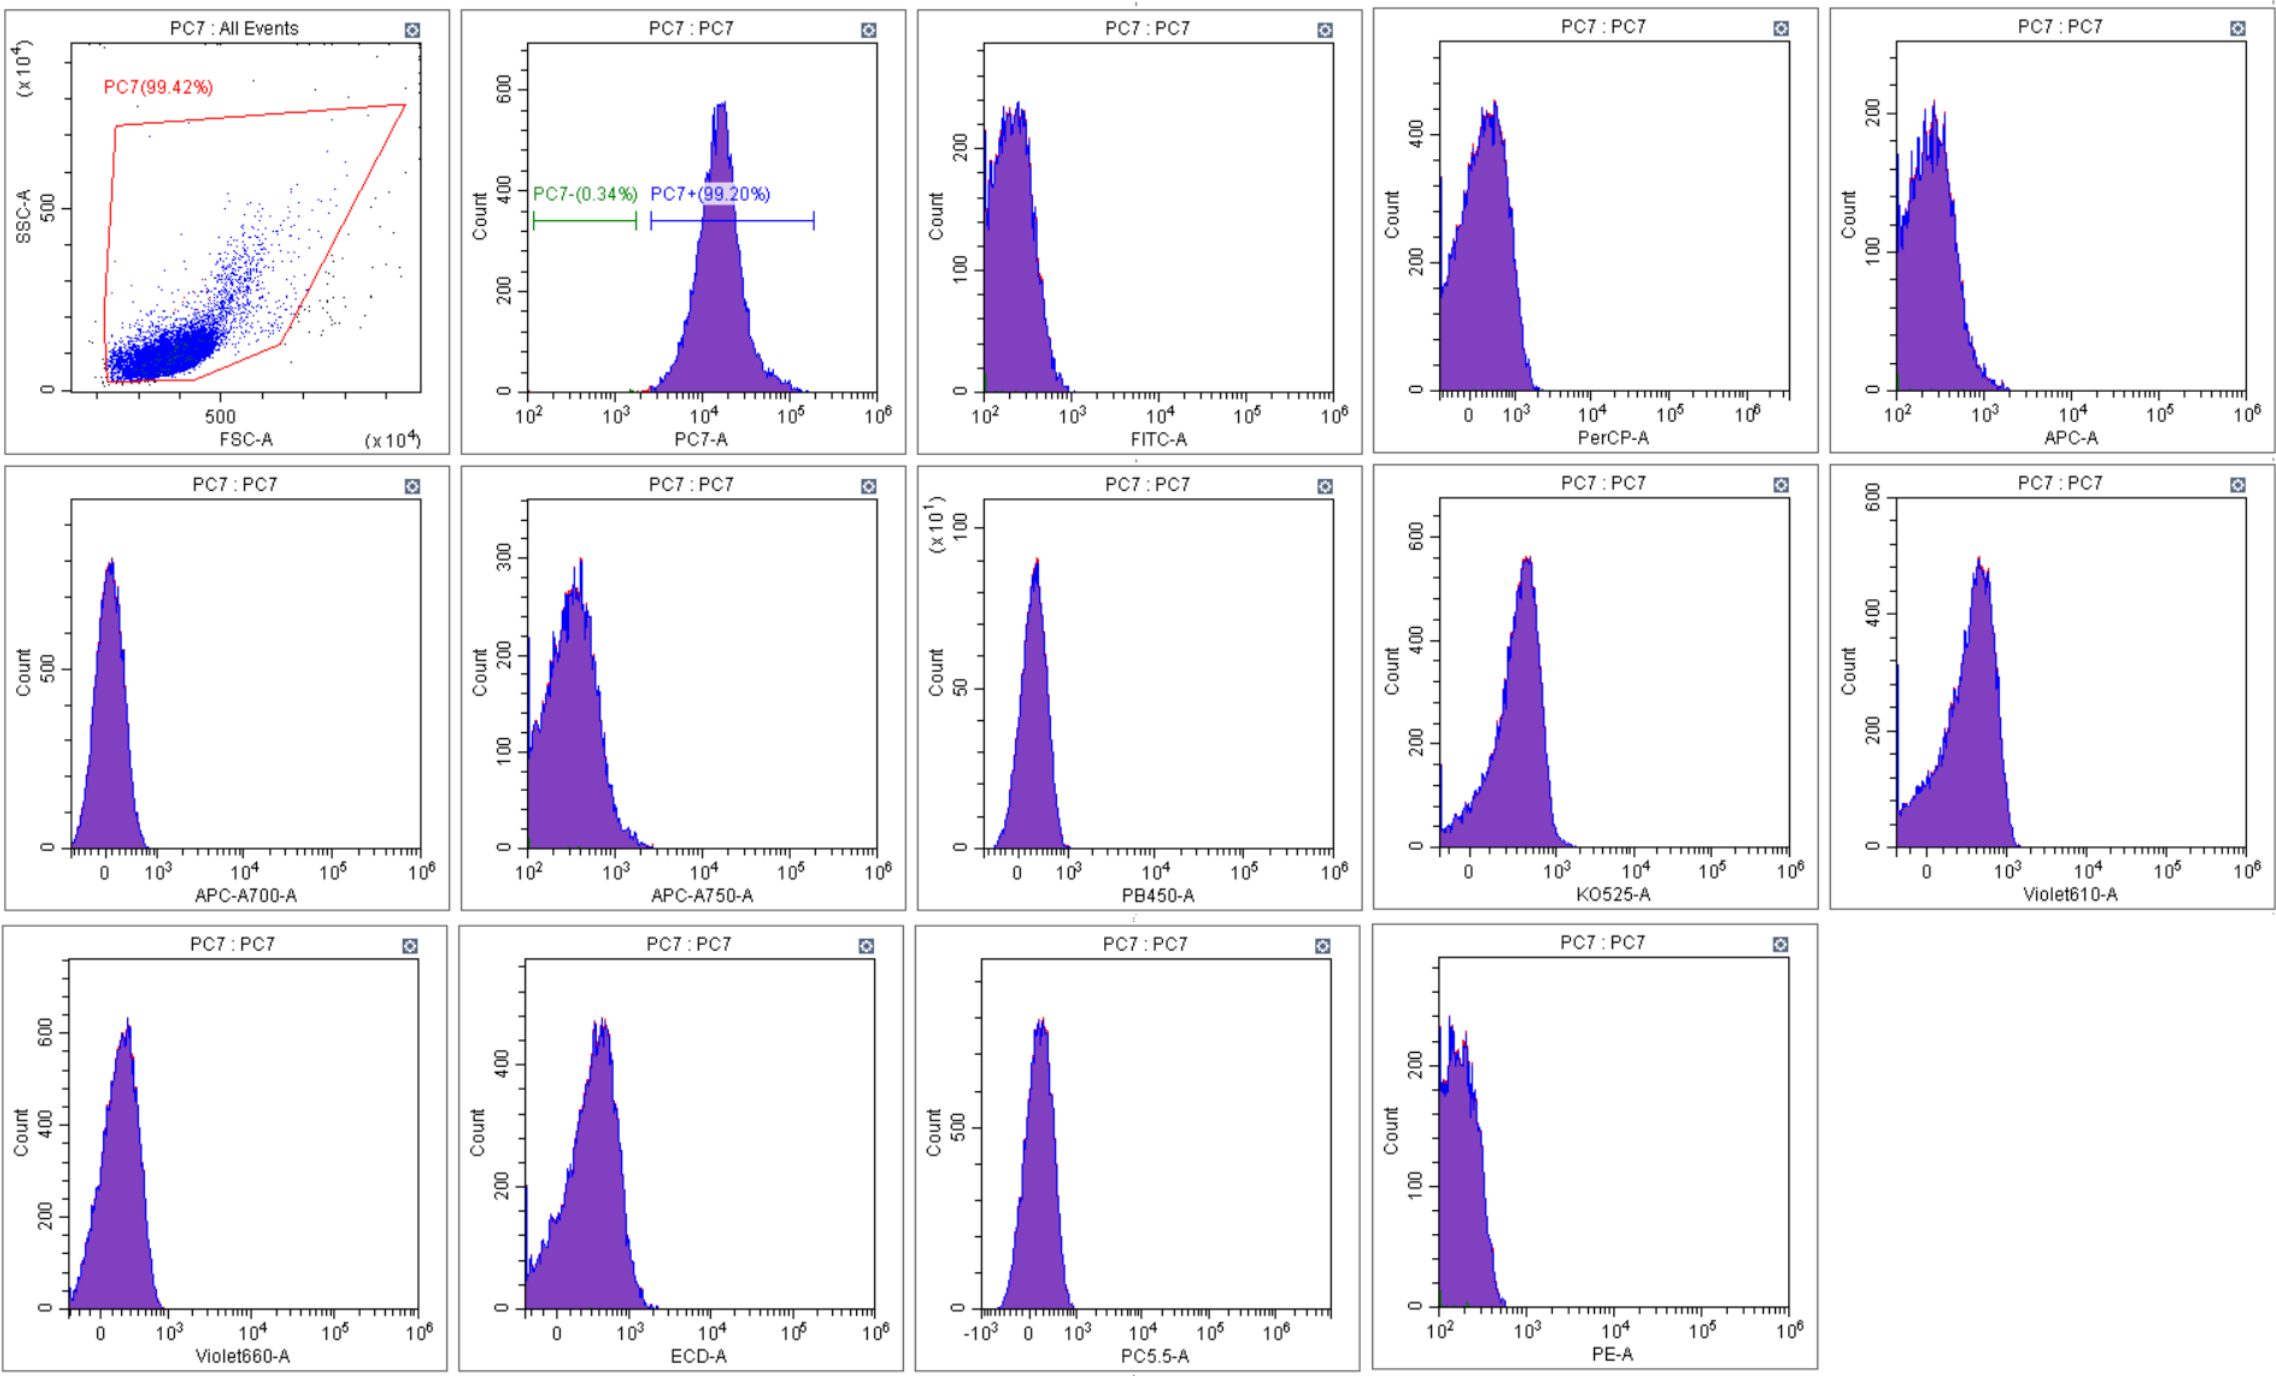 PC7 : All Events
(x 10⁴)
SSC-A
500
0
PC7(99.42%)
500
FSC-A
(x 10⁴)
PC7 : PC7
Count
600
400
200
0
PC7-(0.34%)
PC7+(99.20%)
10² 10³ 10⁴ 10⁵ 10⁶
PC7-A
PC7 : PC7
Count
200
100
0
10² 10³ 10⁴ 10⁵ 10⁶
FITC-A
PC7 : PC7
Count
400
200
0
0 10³ 10⁴ 10⁵ 10⁶
PerCP-A
PC7 : PC7
Count
200
100
0
10² 10³ 10⁴ 10⁵ 10⁶
APC-A
PC7 : PC7
Count
500
0
0 10³ 10⁴ 10⁵ 10⁶
APC-A700-A
PC7 : PC7
Count
300
200
100
0
10² 10³ 10⁴ 10⁵ 10⁶
APC-A750-A
PC7 : PC7
(x 10¹)
Count
100
50
0
0 10³ 10⁴ 10⁵ 10⁶
PB450-A
PC7 : PC7
Count
600
400
200
0
0 10³ 10⁴ 10⁵ 10⁶
KO525-A
PC7 : PC7
Count
600
400
200
0
0 10³ 10⁴ 10⁵ 10⁶
Violet610-A
PC7 : PC7
Count
600
400
200
0
0 10³ 10⁴ 10⁵ 10⁶
Violet660-A
PC7 : PC7
Count
400
200
0
0 10³ 10⁴ 10⁵ 10⁶
ECD-A
PC7 : PC7
Count
500
0
-10³ 0 10³ 10⁴ 10⁵ 10⁶
PC5.5-A
PC7 : PC7
Count
200
100
0
10² 10³ 10⁴ 10⁵ 10⁶
PE-A